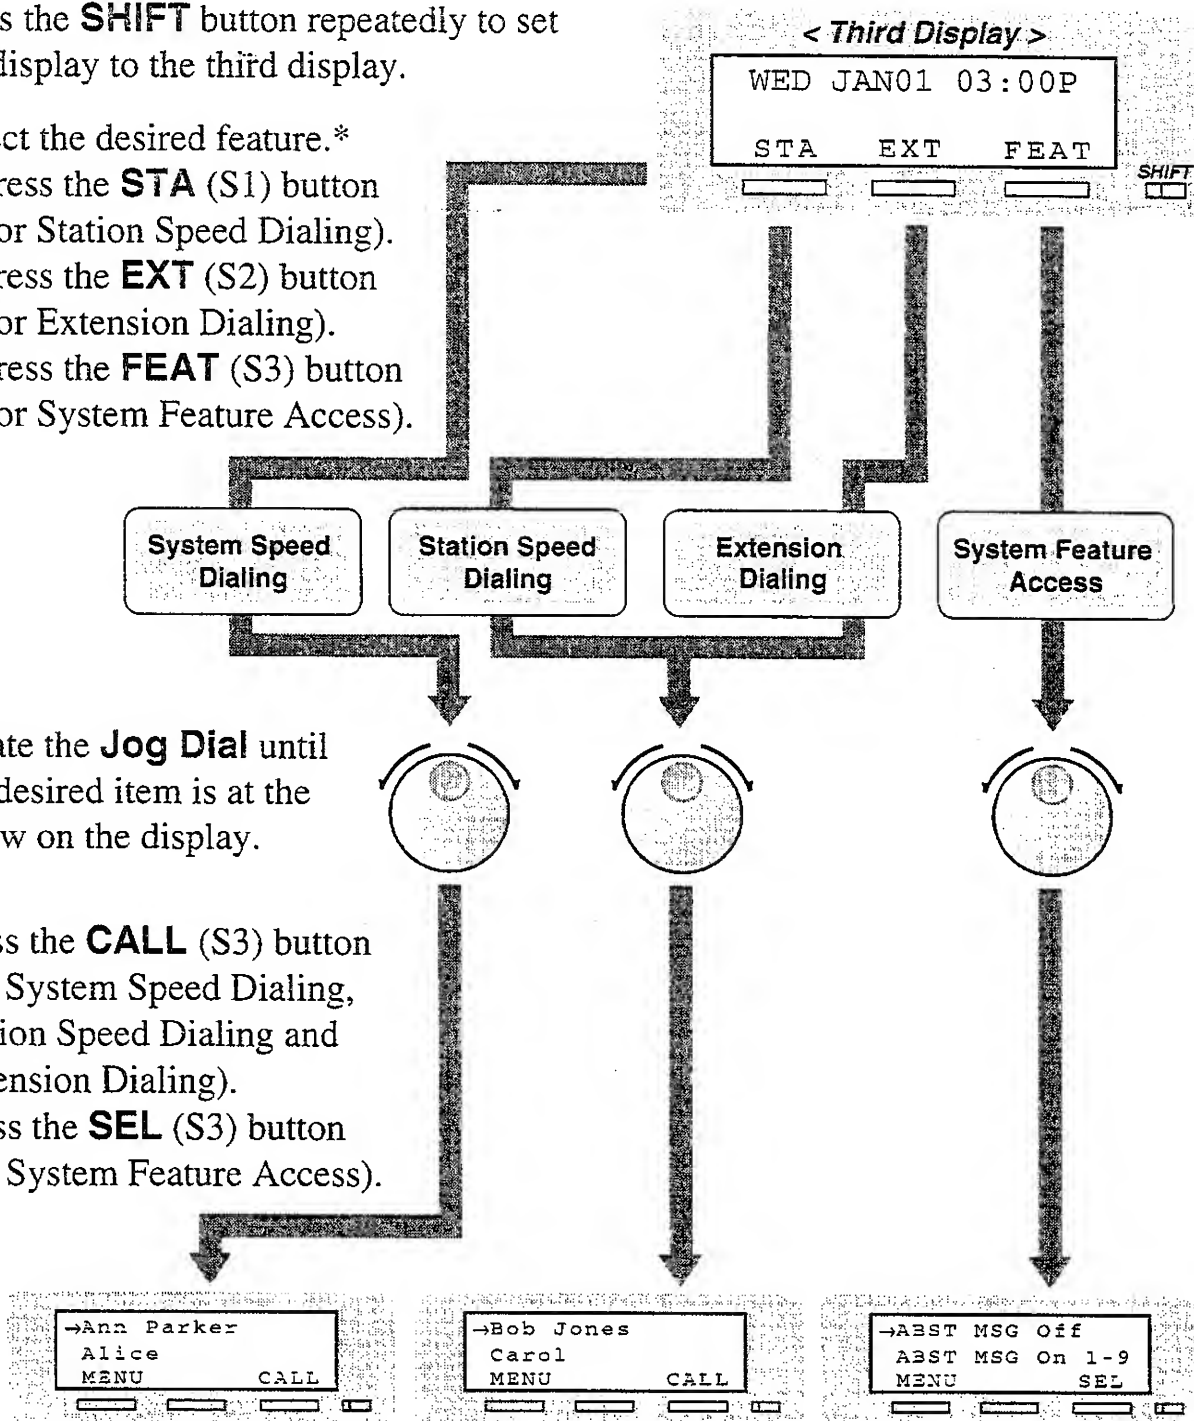 s the SHIFT button repeatedly to set
display to the third display.
ct the desired feature.*
ress the STA (S1) button
or Station Speed Dialing).
ress the EXT (S2) button
or Extension Dialing).
ress the FEAT (S3) button
or System Feature Access).
< Third Display >
WED JAN01 03:00P
STA EXT FEAT
SHIFT
System Speed
Dialing
Station Speed
Dialing
Extension
Dialing
System Feature
Access
ate the Jog Dial until
desired item is at the
w on the display.
ss the CALL (S3) button
System Speed Dialing,
ion Speed Dialing and
ension Dialing).
ss the SEL (S3) button
System Feature Access).
→Ann Parker
Alice
MENU CALL
→Bob Jones
Carol
MENU CALL
→ABST MSG Off
ABST MSG On 1-9
MENU SEL